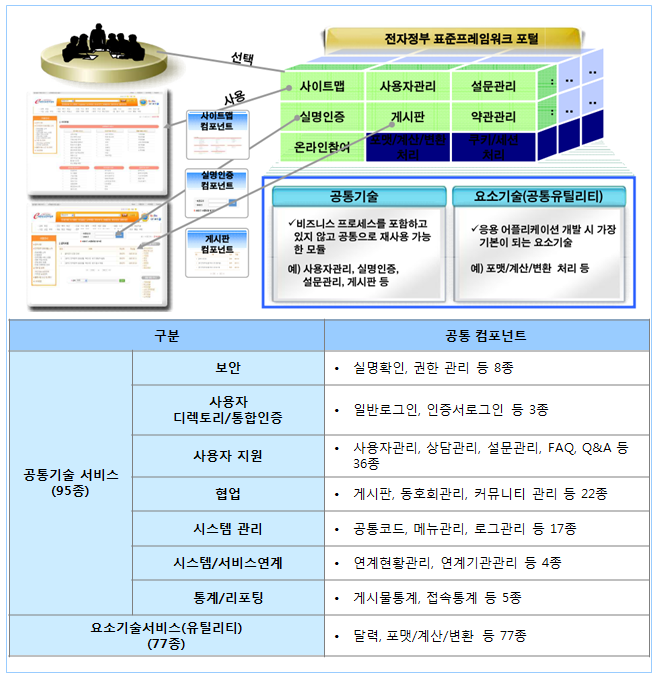 전자정부 표준프레임워크 포털
선택
사용
사이트맵 사용자관리 설문관리
실명인증 게시판 약관관리
온라인참여 포맷/계산/변환 쿠키/세션
처리 처리
사이트맵
컴포넌트
실명인증
컴포넌트
게시판
컴포넌트
공통기술
✓비즈니스 프로세스를 포함하고
있지 않고 공통으로 재사용 가능
한 모듈
예) 사용자관리, 실명인증,
설문관리, 게시판 등
요소기술(공통유틸리티)
✓응용 어플리케이션 개발 시 가장
기본이 되는 요소기술
예) 포맷/계산/변환 처리 등
구분 공통 컴포넌트
공통기술 서비스
(95종)
보안 • 실명확인, 권한 관리 등 8종
사용자
디렉토리/통합인증
• 일반로그인, 인증서로그인 등 3종
사용자 지원 • 사용자관리, 상담관리, 설문관리, FAQ, Q&A 등
36종
협업 • 게시판, 동호회관리, 커뮤니티 관리 등 22종
시스템 관리 • 공통코드, 메뉴관리, 로그관리 등 17종
시스템/서비스연계 • 연계현황관리, 연계기관관리 등 4종
통계/리포팅 • 게시물통계, 접속통계 등 5종
요소기술서비스(유틸리티)
(77종)
• 달력, 포맷/계산/변환 등 77종